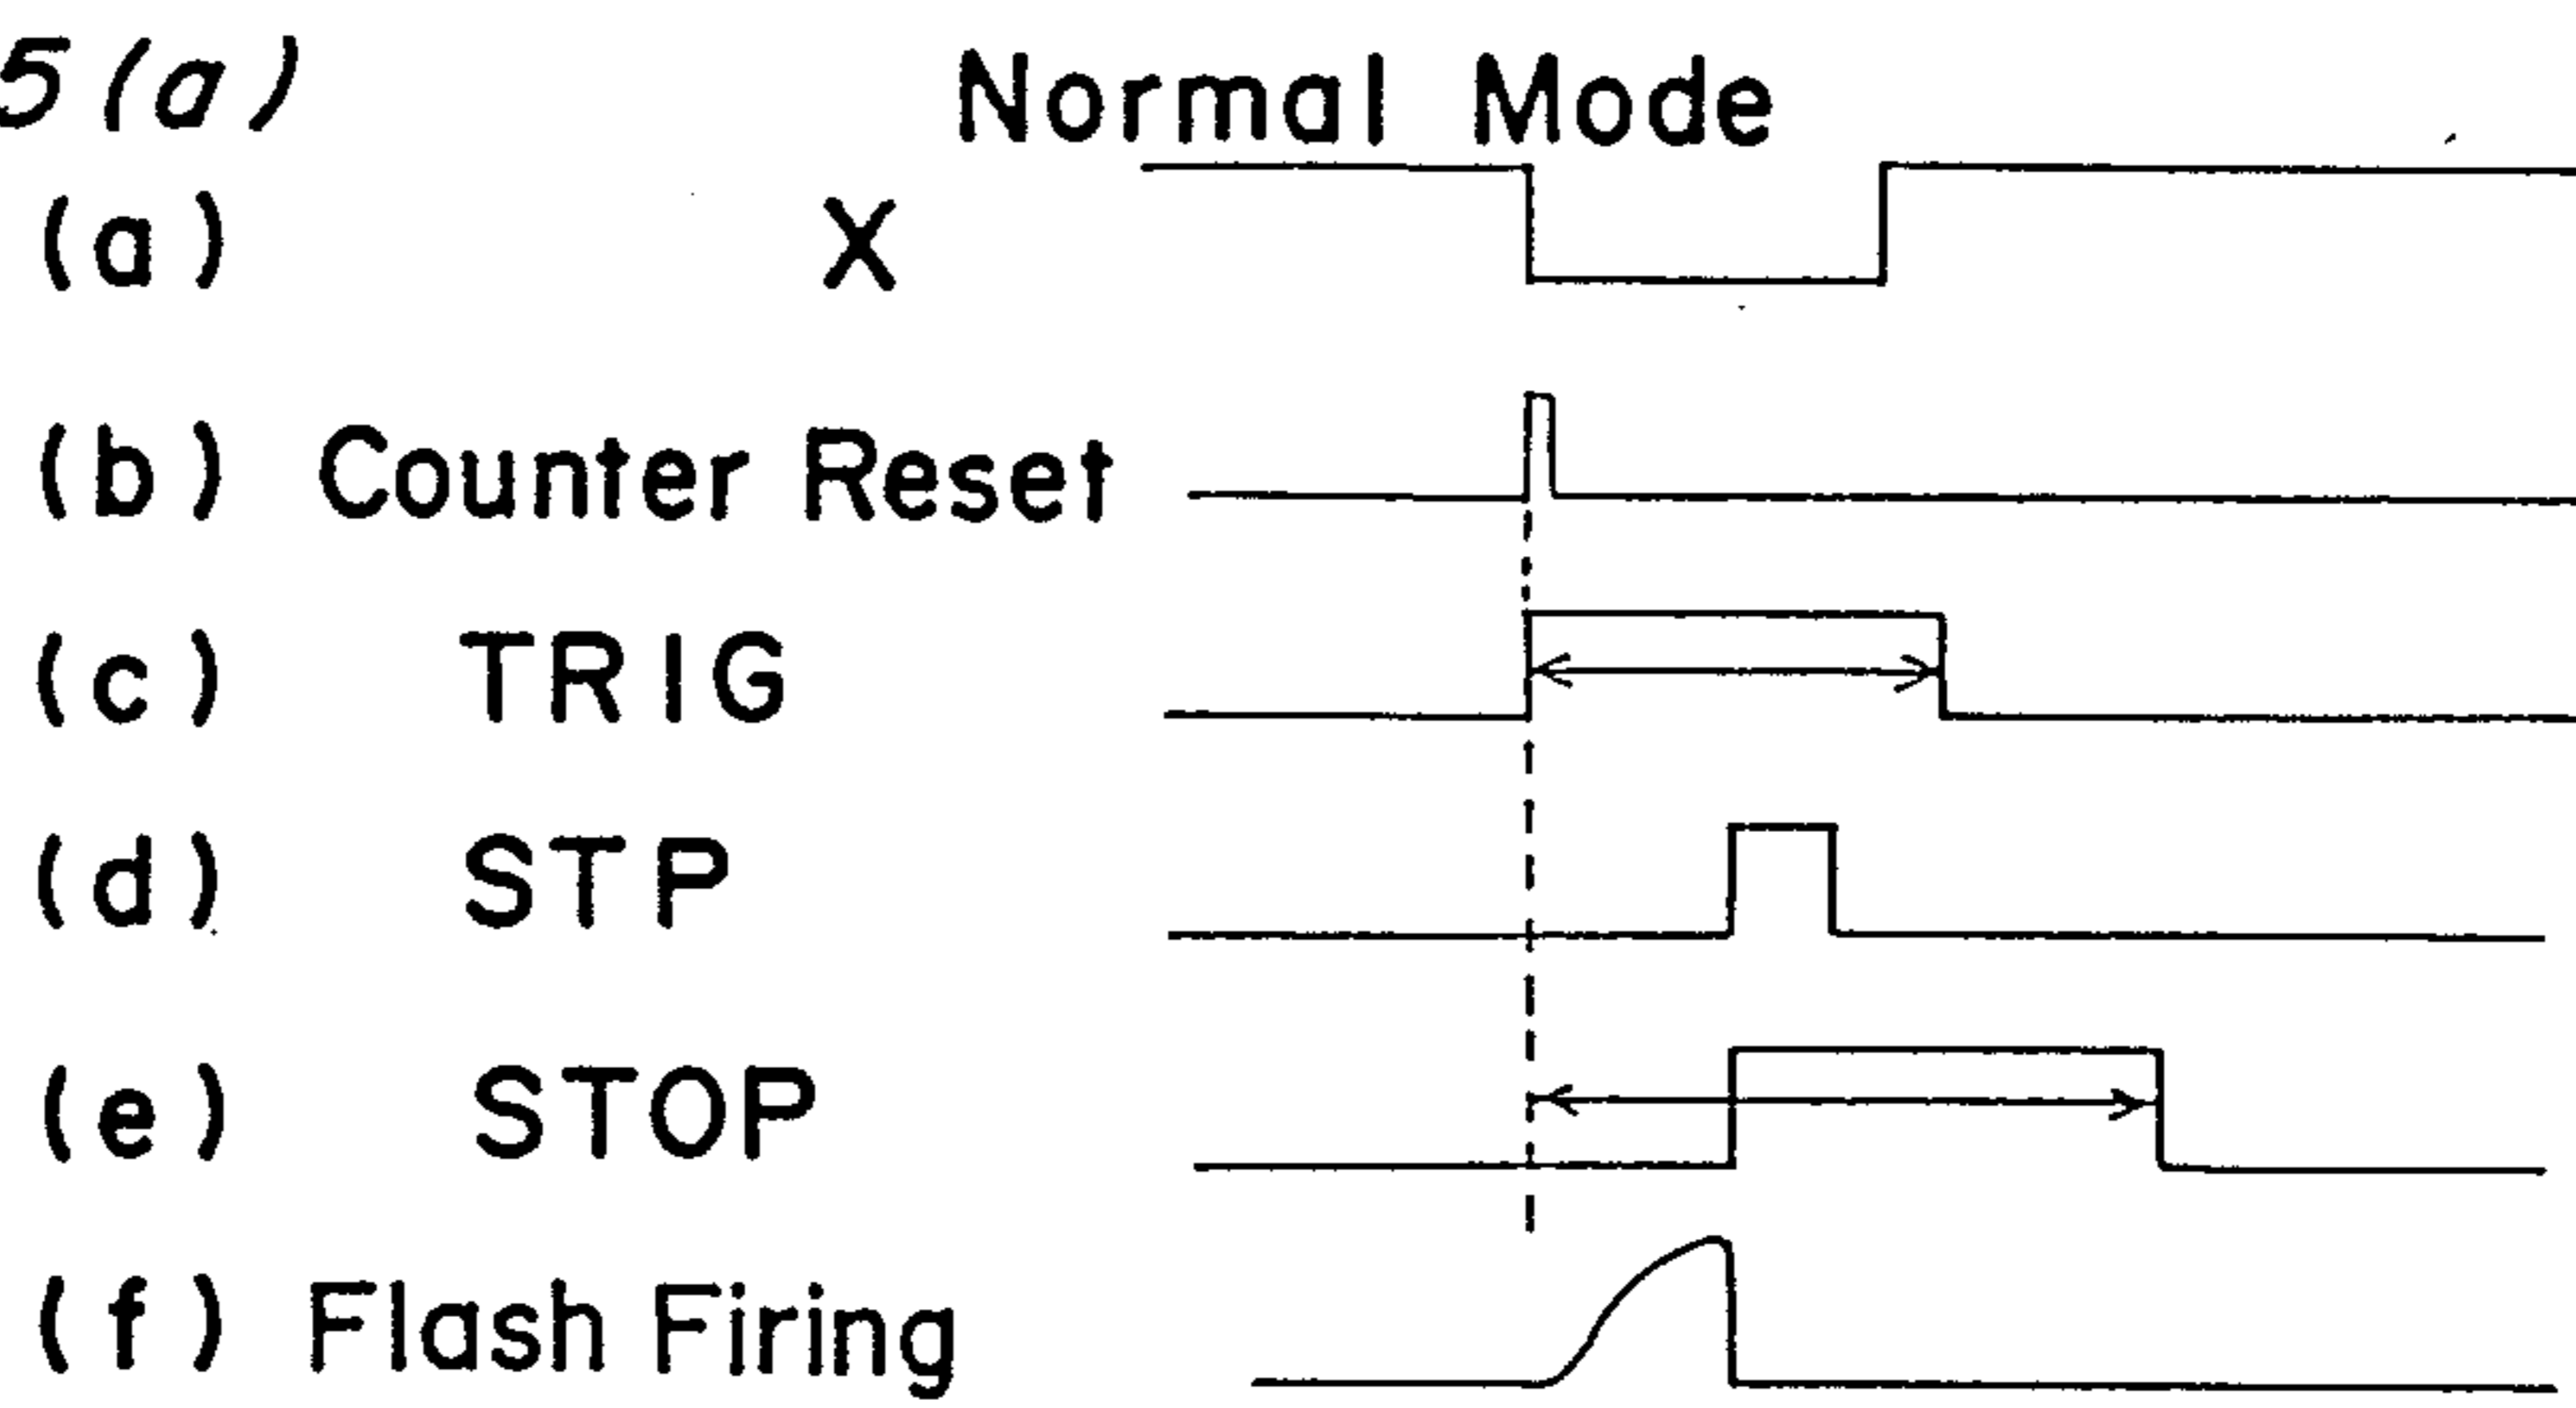 5(a)
Normal Mode
(a) X
(b) Counter Reset
(c) TRIG
(d) STP
(e) STOP
(f) Flash Firing